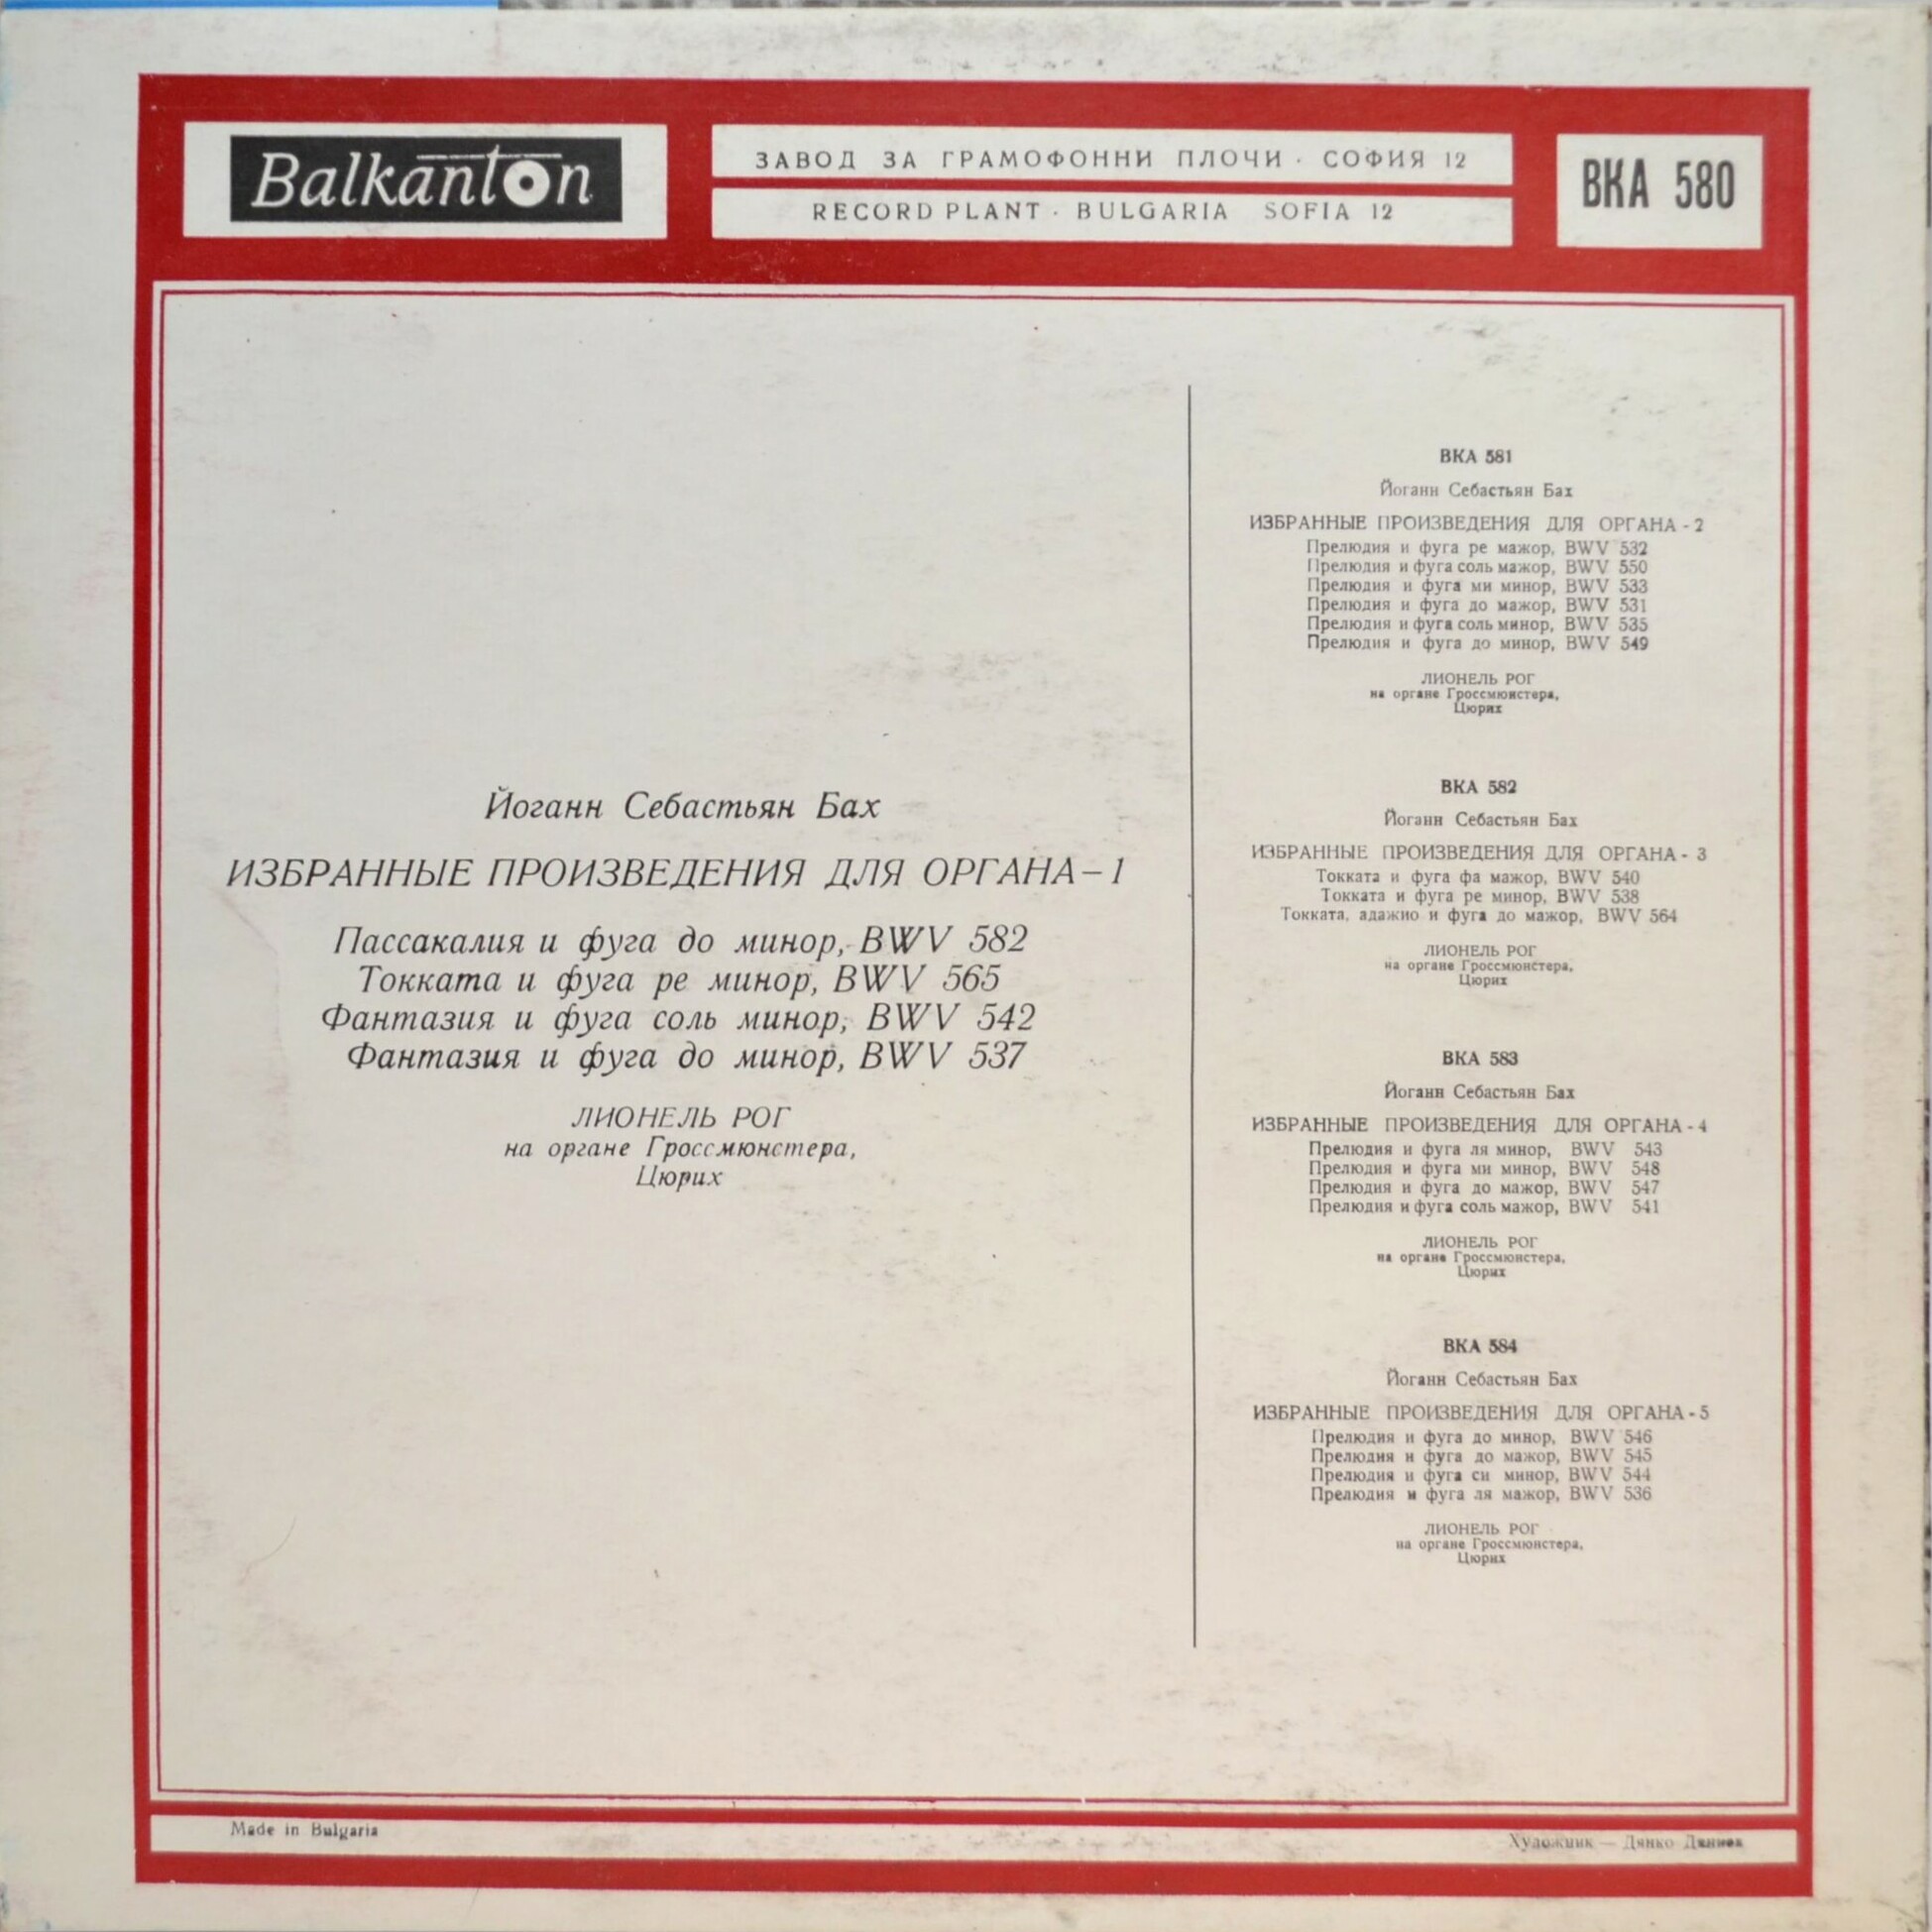 Balkanton
ЗАВОД ЗА ГРАМОФОННИ ПЛОЧИ · СОФИЯ 12
RECORD PLANT · BULGARIA SOFIA 12
ВКА 580
Йоганн Себастьян Бах
ИЗБРАННЫЕ ПРОИЗВЕДЕНИЯ ДЛЯ ОРГАНА–1
Пассакалия и фуга до минор, BWV 582
Токката и фуга ре минор, BWV 565
Фантазия и фуга соль минор, BWV 542
Фантазия и фуга до минор, BWV 537
ЛИОНЕЛЬ РОГ
на органе Гроссмюнстера,
Цюрих
ВКА 581
Йоганн Себастьян Бах
ИЗБРАННЫЕ ПРОИЗВЕДЕНИЯ ДЛЯ ОРГАНА - 2
Прелюдия и фуга ре мажор, BWV 532
Прелюдия и фуга соль мажор, BWV 550
Прелюдия и фуга ми минор, BWV 533
Прелюдия и фуга до мажор, BWV 531
Прелюдия и фуга соль минор, BWV 535
Прелюдия и фуга до минор, BWV 549
ЛИОНЕЛЬ РОГ
на органе Гроссмюнстера,
Цюрих
ВКА 582
Йоганн Себастьян Бах
ИЗБРАННЫЕ ПРОИЗВЕДЕНИЯ ДЛЯ ОРГАНА - 3
Токката и фуга фа мажор, BWV 540
Токката и фуга ре минор, BWV 538
Токката, адажио и фуга до мажор, BWV 564
ЛИОНЕЛЬ РОГ
на органе Гроссмюнстера,
Цюрих
ВКА 583
Йоганн Себастьян Бах
ИЗБРАННЫЕ ПРОИЗВЕДЕНИЯ ДЛЯ ОРГАНА - 4
Прелюдия и фуга ля минор, BWV 543
Прелюдия и фуга ми минор, BWV 548
Прелюдия и фуга до мажор, BWV 547
Прелюдия и фуга соль мажор, BWV 541
ЛИОНЕЛЬ РОГ
на органе Гроссмюнстера,
Цюрих
ВКА 584
Йоганн Себастьян Бах
ИЗБРАННЫЕ ПРОИЗВЕДЕНИЯ ДЛЯ ОРГАНА - 5
Прелюдия и фуга до минор, BWV 546
Прелюдия и фуга до мажор, BWV 545
Прелюдия и фуга си минор, BWV 544
Прелюдия и фуга ля мажор, BWV 536
ЛИОНЕЛЬ РОГ
на органе Гроссмюнстера,
Цюрих
Made in Bulgaria
Художник —